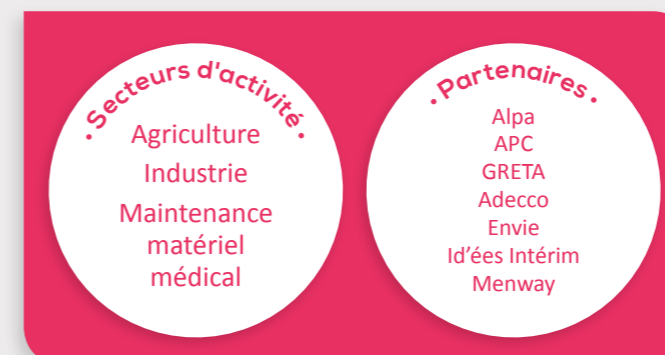 • Secteurs d'activité •
Agriculture
Industrie
Maintenance
matériel
médical
• Partenaires •
Alpa
APC
GRETA
Adecco
Envie
Id'ées Intérim
Menway